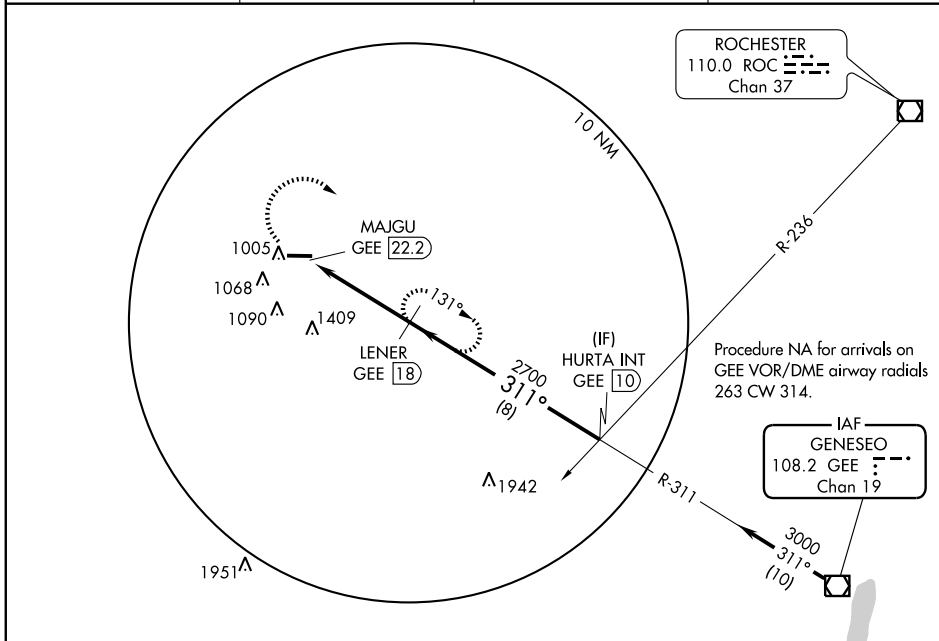 ROCHESTER
110.0 ROC
Chan 37
10 NM
R-236
MAJGU
GEE 22.2
1005
1068
1090
1409
131°
LENER
GEE 18
(IF)
HURTA INT
GEE 10
2700
311°
(8)
Procedure NA for arrivals on
GEE VOR/DME airway radials
263 CW 314.
IAF
GENESEO
108.2 GEE
Chan 19
1942
R-311
3000
311°
(10)
1951